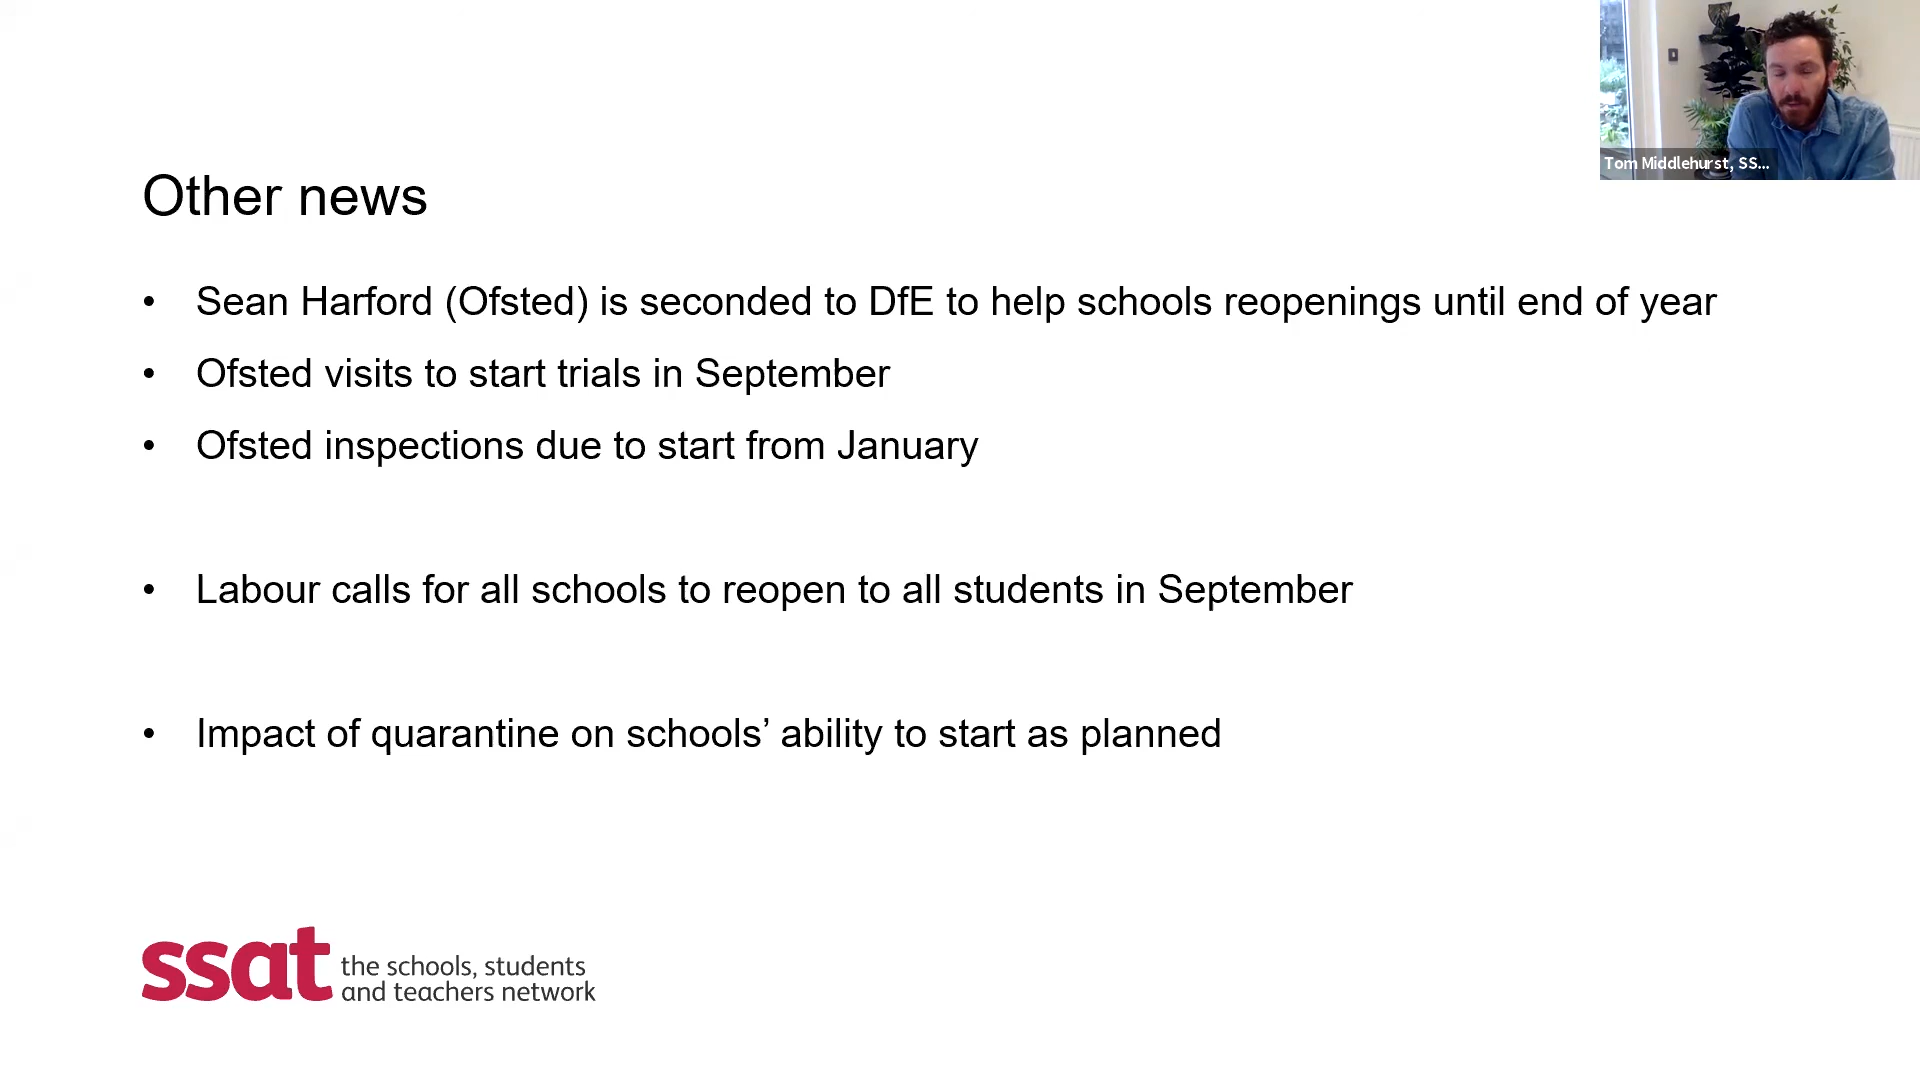 Tom Middlehurst, SS...
Other news
• Sean Harford (Ofsted) is seconded to DfE to help schools reopenings until end of year
• Ofsted visits to start trials in September
• Ofsted inspections due to start from January
• Labour calls for all schools to reopen to all students in September
• Impact of quarantine on schools’ ability to start as planned
ssat the schools, students
and teachers network